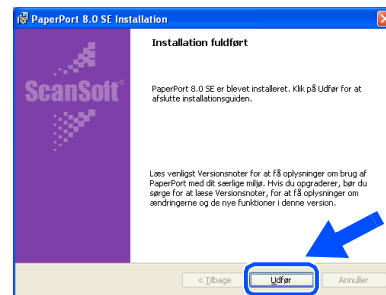 PaperPort 8.0 SE Installation
Installation fuldført
ScanSoft®
PaperPort 8.0 SE er blevet installeret. Klik på Udfør for at
afslutte installationsguiden.
Læs venligst Versionsnoter for at få oplysninger om brug af
PaperPort med dit særlige miljø. Hvis du opgraderer, bør du
sørge for at læse Versionsnoter, for at få oplysninger om
ændringerne og de nye funktioner i denne version.
< Tilbage
Udfør
Annuller